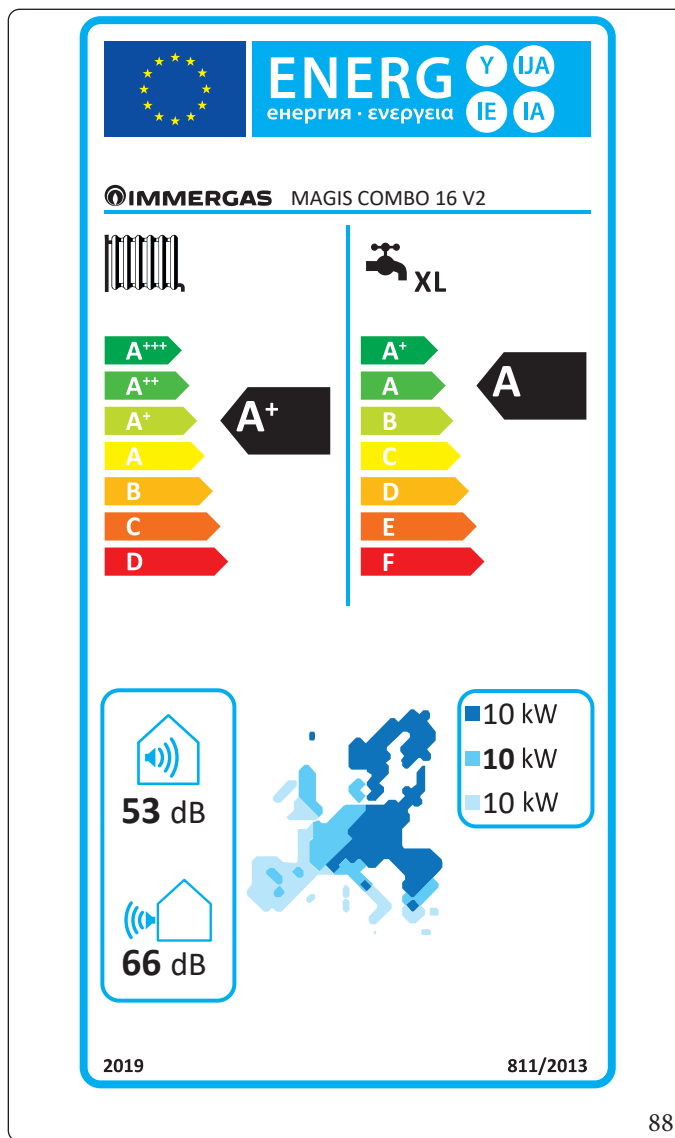 ENERG
енергия · ενεργεια
Y IJA
IE IA
IMMERGAS MAGIS COMBO 16 V2
XL
A+++
A++
A+
A
B
C
D
A+
A+
A
B
C
D
E
F
A
53 dB
66 dB
10 kW
10 kW
10 kW
2019
811/2013
88